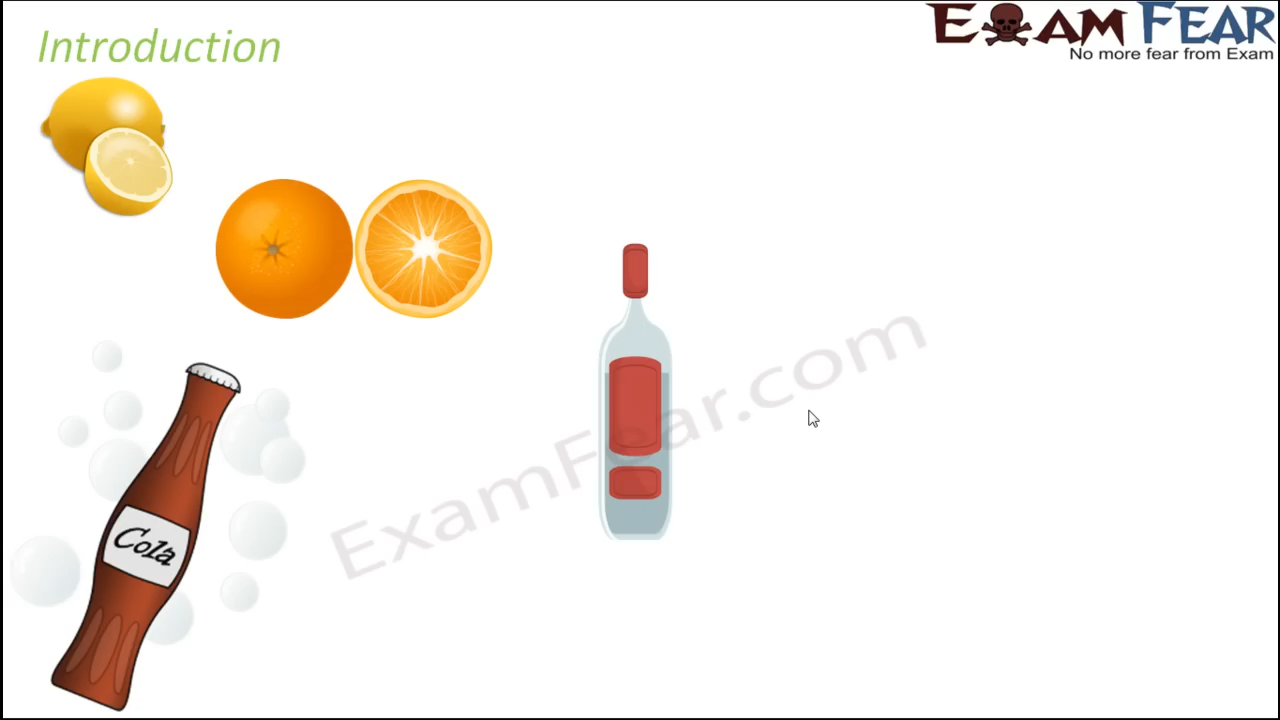 Introduction
EXAM FEAR
No more fear from Exam
ExamFear.com
Cola